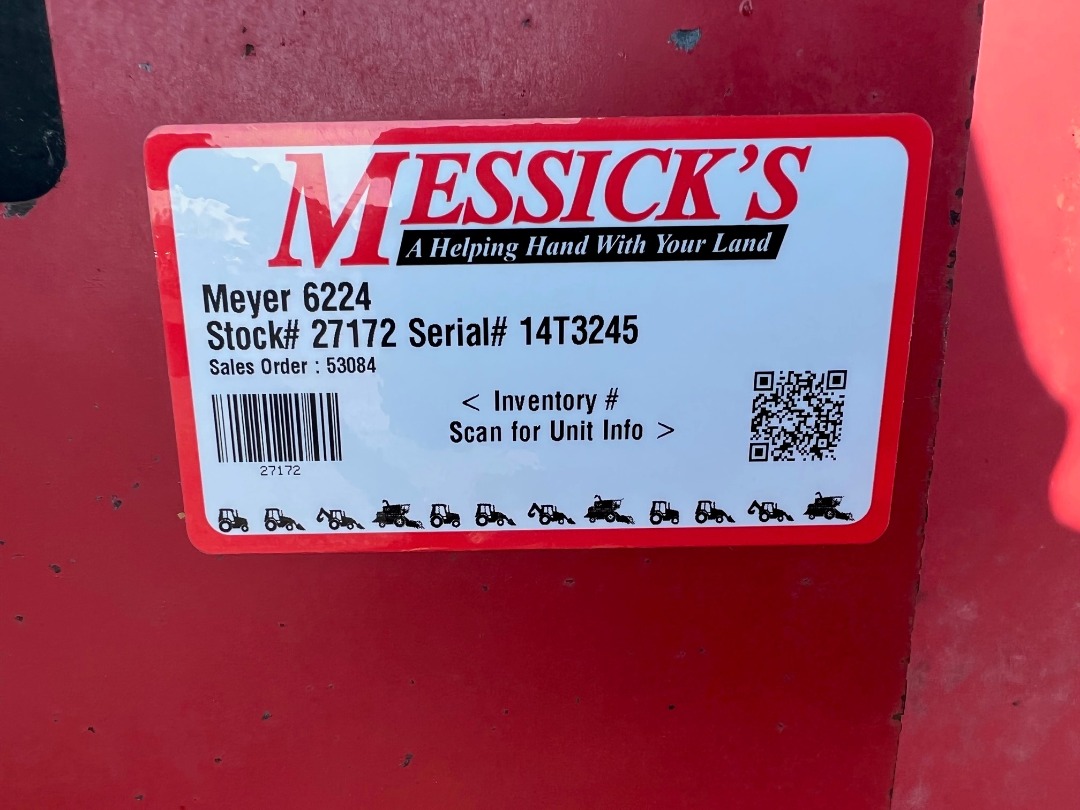 MESSICK'S
A Helping Hand With Your Land
Meyer 6224
Stock# 27172 Serial# 14T3245
Sales Order : 53084
< Inventory #
Scan for Unit Info >
27172